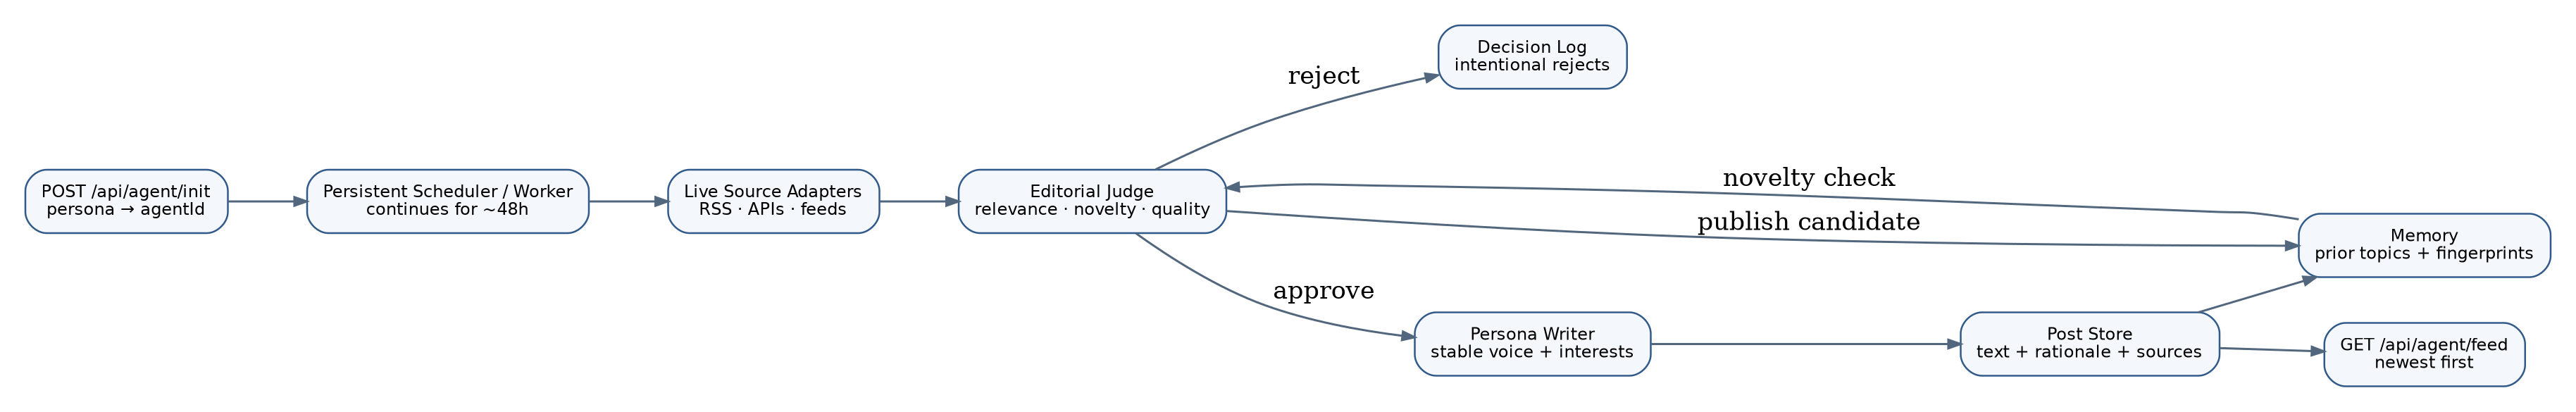 Decision Log
intentional rejects
reject
POST /api/agent/init
persona → agentId
Persistent Scheduler / Worker
continues for ~48h
Live Source Adapters
RSS · APIs · feeds
Editorial Judge
relevance · novelty · quality
novelty check
publish candidate
Memory
prior topics + fingerprints
approve
Persona Writer
stable voice + interests
Post Store
text + rationale + sources
GET /api/agent/feed
newest first